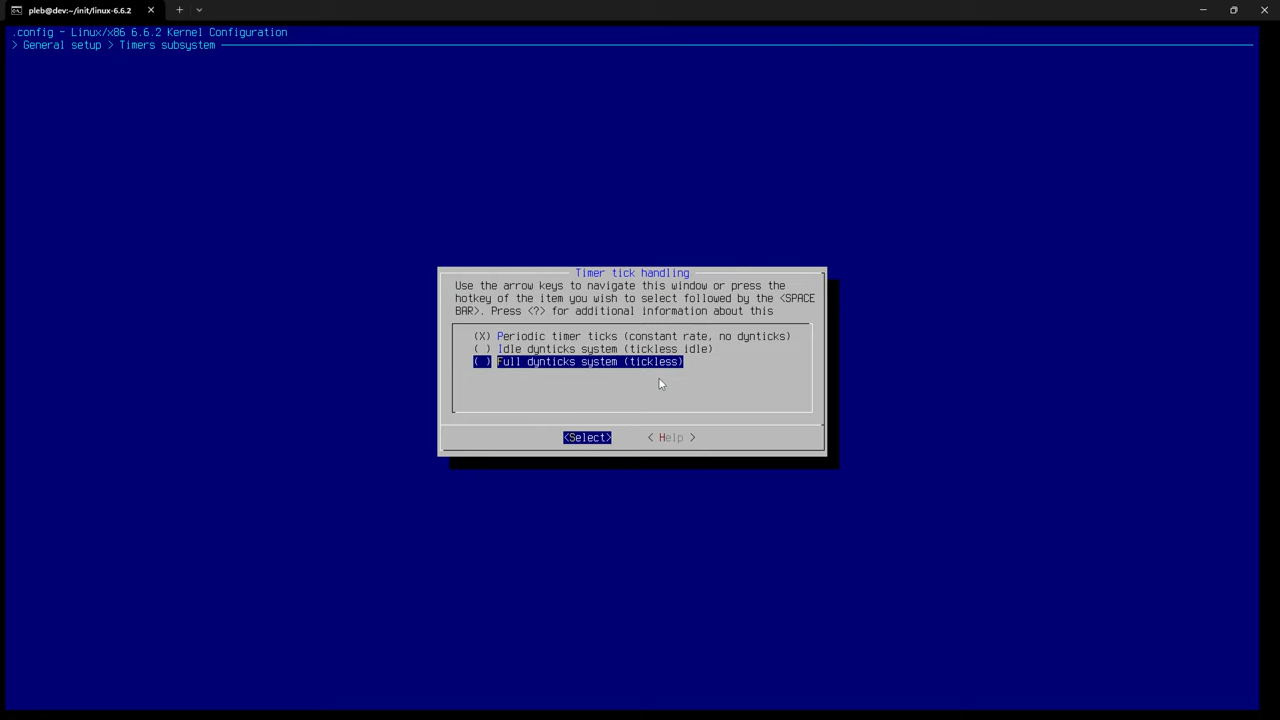 pleb@dev:~/init/linux-6.6.2
.config - Linux/x86 6.6.2 Kernel Configuration
> General setup > Timers subsystem
Timer tick handling
Use the arrow keys to navigate this window or press the
hotkey of the item you wish to select followed by the <SPACE
BAR>. Press <?> for additional information about this
(X) Periodic timer ticks (constant rate, no dynticks)
( ) Idle dynticks system (tickless idle)
( ) Full dynticks system (tickless)
<Select> < Help >